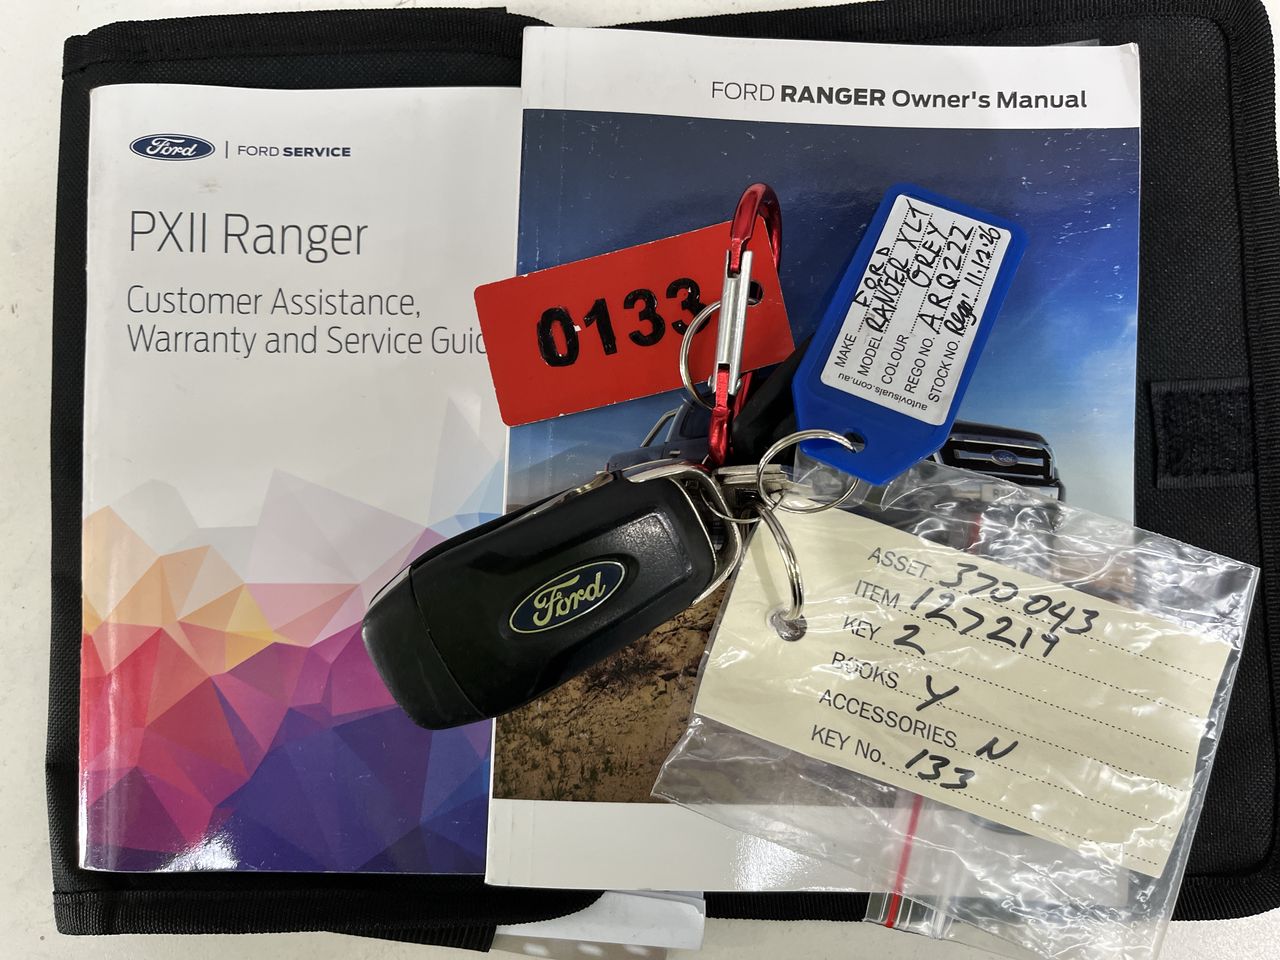 FORD RANGER Owner's Manual
Ford | FORD SERVICE
PXII Ranger
Customer Assistance,
Warranty and Service Guid
0133
MAKE FORD
MODEL RANGER XLT
COLOUR GREY
REGO NO. ARQ222
STOCK NO. Reg' 11.12.26
autovisuals.com.au
Ford
ASSET 370043
ITEM 127219
KEY 2
BOOKS Y
ACCESSORIES N
KEY No. 133